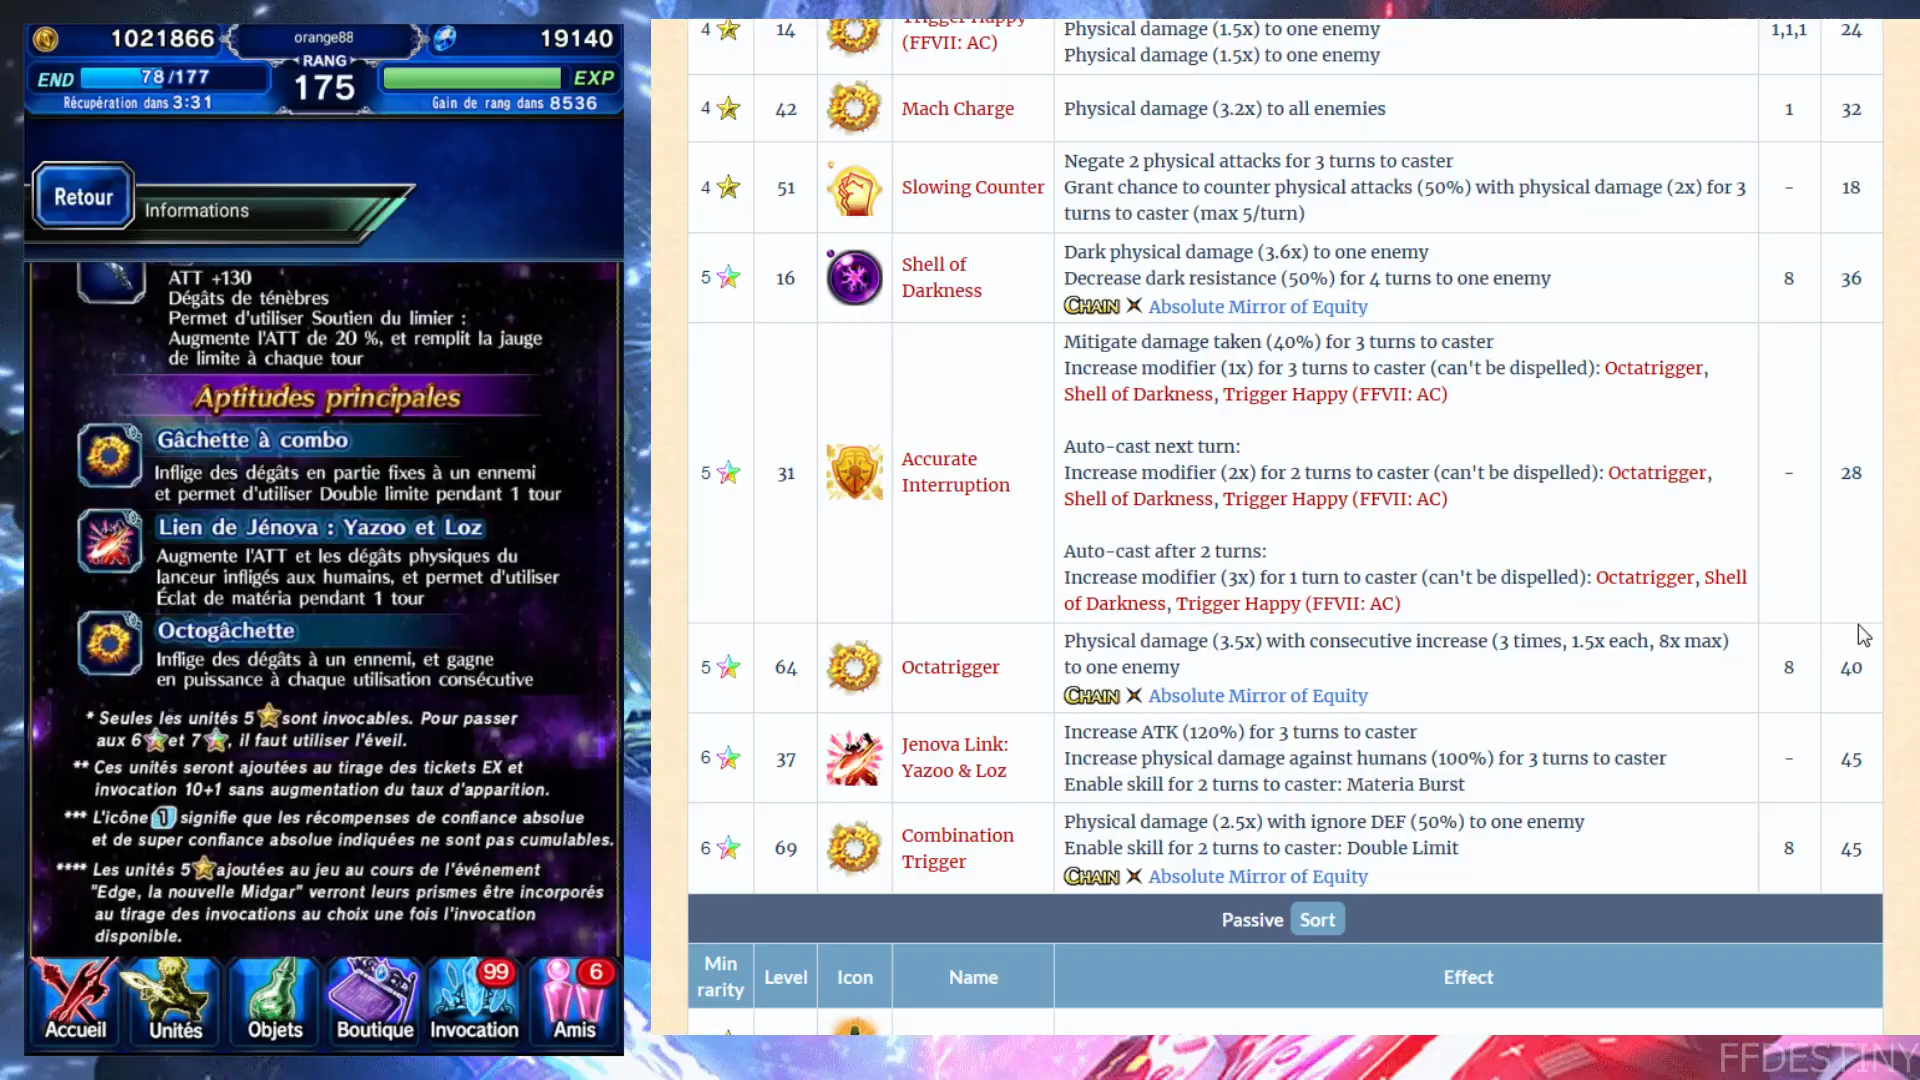 1021866
orange88
19140
RANG
175
END
78/177
EXP
Récupération dans 3:31
Gain de rang dans 8536
Retour
Informations
ATT +130
Dégâts de ténèbres
Permet d'utiliser Soutien du limier :
Augmente l'ATT de 20 %, et remplit la jauge
de limite à chaque tour
Aptitudes principales
Gâchette à combo
Inflige des dégâts en partie fixes à un ennemi
et permet d'utiliser Double limite pendant 1 tour
Lien de Jénova : Yazoo et Loz
Augmente l'ATT et les dégâts physiques du
lanceur infligés aux humains, et permet d'utiliser
Éclat de matéria pendant 1 tour
Octogâchette
Inflige des dégâts à un ennemi, et gagne
en puissance à chaque utilisation consécutive
* Seules les unités 5 sont invocables. Pour passer
aux 6 et 7, il faut utiliser l'éveil.
** Ces unités seront ajoutées au tirage des tickets EX et
invocation 10+1 sans augmentation du taux d'apparition.
*** L'icône 1 signifie que les récompenses de confiance absolue
et de super confiance absolue indiquées ne sont pas cumulables.
**** Les unités 5 ajoutées au jeu au cours de l'événement
"Edge, la nouvelle Midgar" verront leurs prismes être incorporés
au tirage des invocations au choix une fois l'invocation
disponible.
99
6
Accueil
Unités
Objets
Boutique
Invocation
Amis
4
14
Trigger Happy
(FFVII: AC)
Physical damage (1.5x) to one enemy
Physical damage (1.5x) to one enemy
1,1,1
24
4
42
Mach Charge
Physical damage (3.2x) to all enemies
1
32
4
51
Slowing Counter
Negate 2 physical attacks for 3 turns to caster
Grant chance to counter physical attacks (50%) with physical damage (2x) for 3
turns to caster (max 5/turn)
-
18
5
16
Shell of
Darkness
Dark physical damage (3.6x) to one enemy
Decrease dark resistance (50%) for 4 turns to one enemy
CHAIN Absolute Mirror of Equity
8
36
5
31
Accurate
Interruption
Mitigate damage taken (40%) for 3 turns to caster
Increase modifier (1x) for 3 turns to caster (can't be dispelled): Octatrigger,
Shell of Darkness, Trigger Happy (FFVII: AC)
Auto-cast next turn:
Increase modifier (2x) for 2 turns to caster (can't be dispelled): Octatrigger,
Shell of Darkness, Trigger Happy (FFVII: AC)
Auto-cast after 2 turns:
Increase modifier (3x) for 1 turn to caster (can't be dispelled): Octatrigger, Shell
of Darkness, Trigger Happy (FFVII: AC)
-
28
5
64
Octatrigger
Physical damage (3.5x) with consecutive increase (3 times, 1.5x each, 8x max)
to one enemy
CHAIN Absolute Mirror of Equity
8
40
6
37
Jenova Link:
Yazoo & Loz
Increase ATK (120%) for 3 turns to caster
Increase physical damage against humans (100%) for 3 turns to caster
Enable skill for 2 turns to caster: Materia Burst
-
45
6
69
Combination
Trigger
Physical damage (2.5x) with ignore DEF (50%) to one enemy
Enable skill for 2 turns to caster: Double Limit
CHAIN Absolute Mirror of Equity
8
45
Passive Sort
Min
rarity
Level
Icon
Name
Effect
FFDESTINY